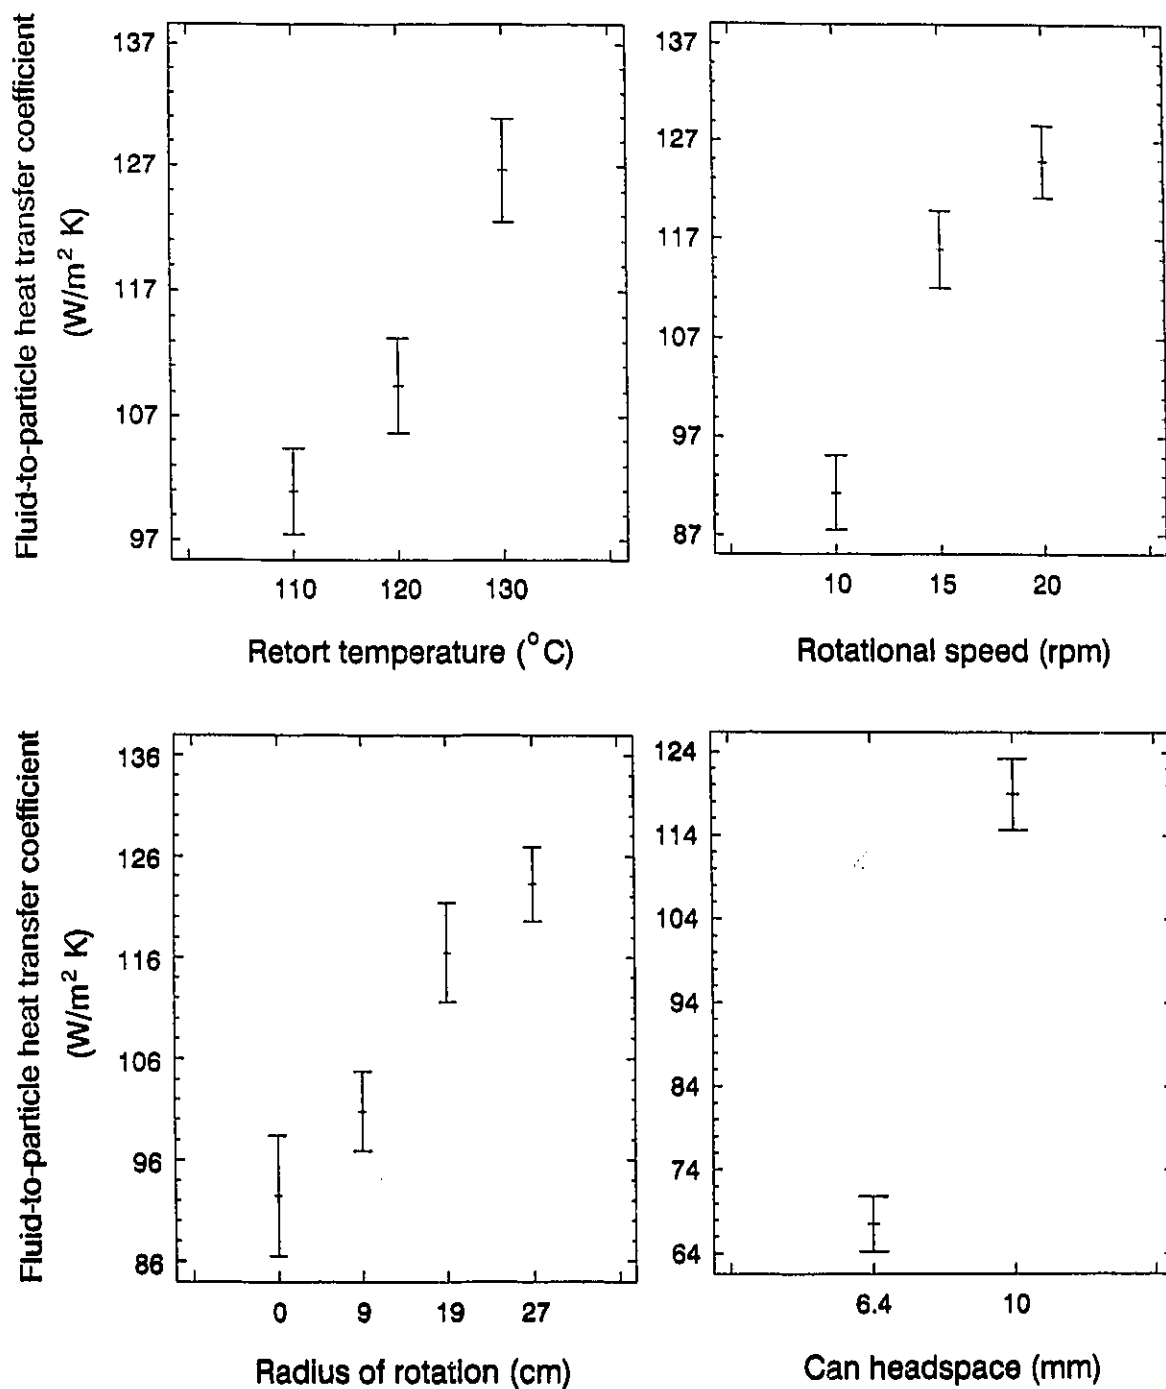 Fluid-to-particle heat transfer coefficient
(W/m² K)
137
127
117
107
97
110 120 130
Retort temperature (°C)
137
127
117
107
97
87
10 15 20
Rotational speed (rpm)
Fluid-to-particle heat transfer coefficient
(W/m² K)
136
126
116
106
96
86
0 9 19 27
Radius of rotation (cm)
124
114
104
94
84
74
64
6.4 10
Can headspace (mm)